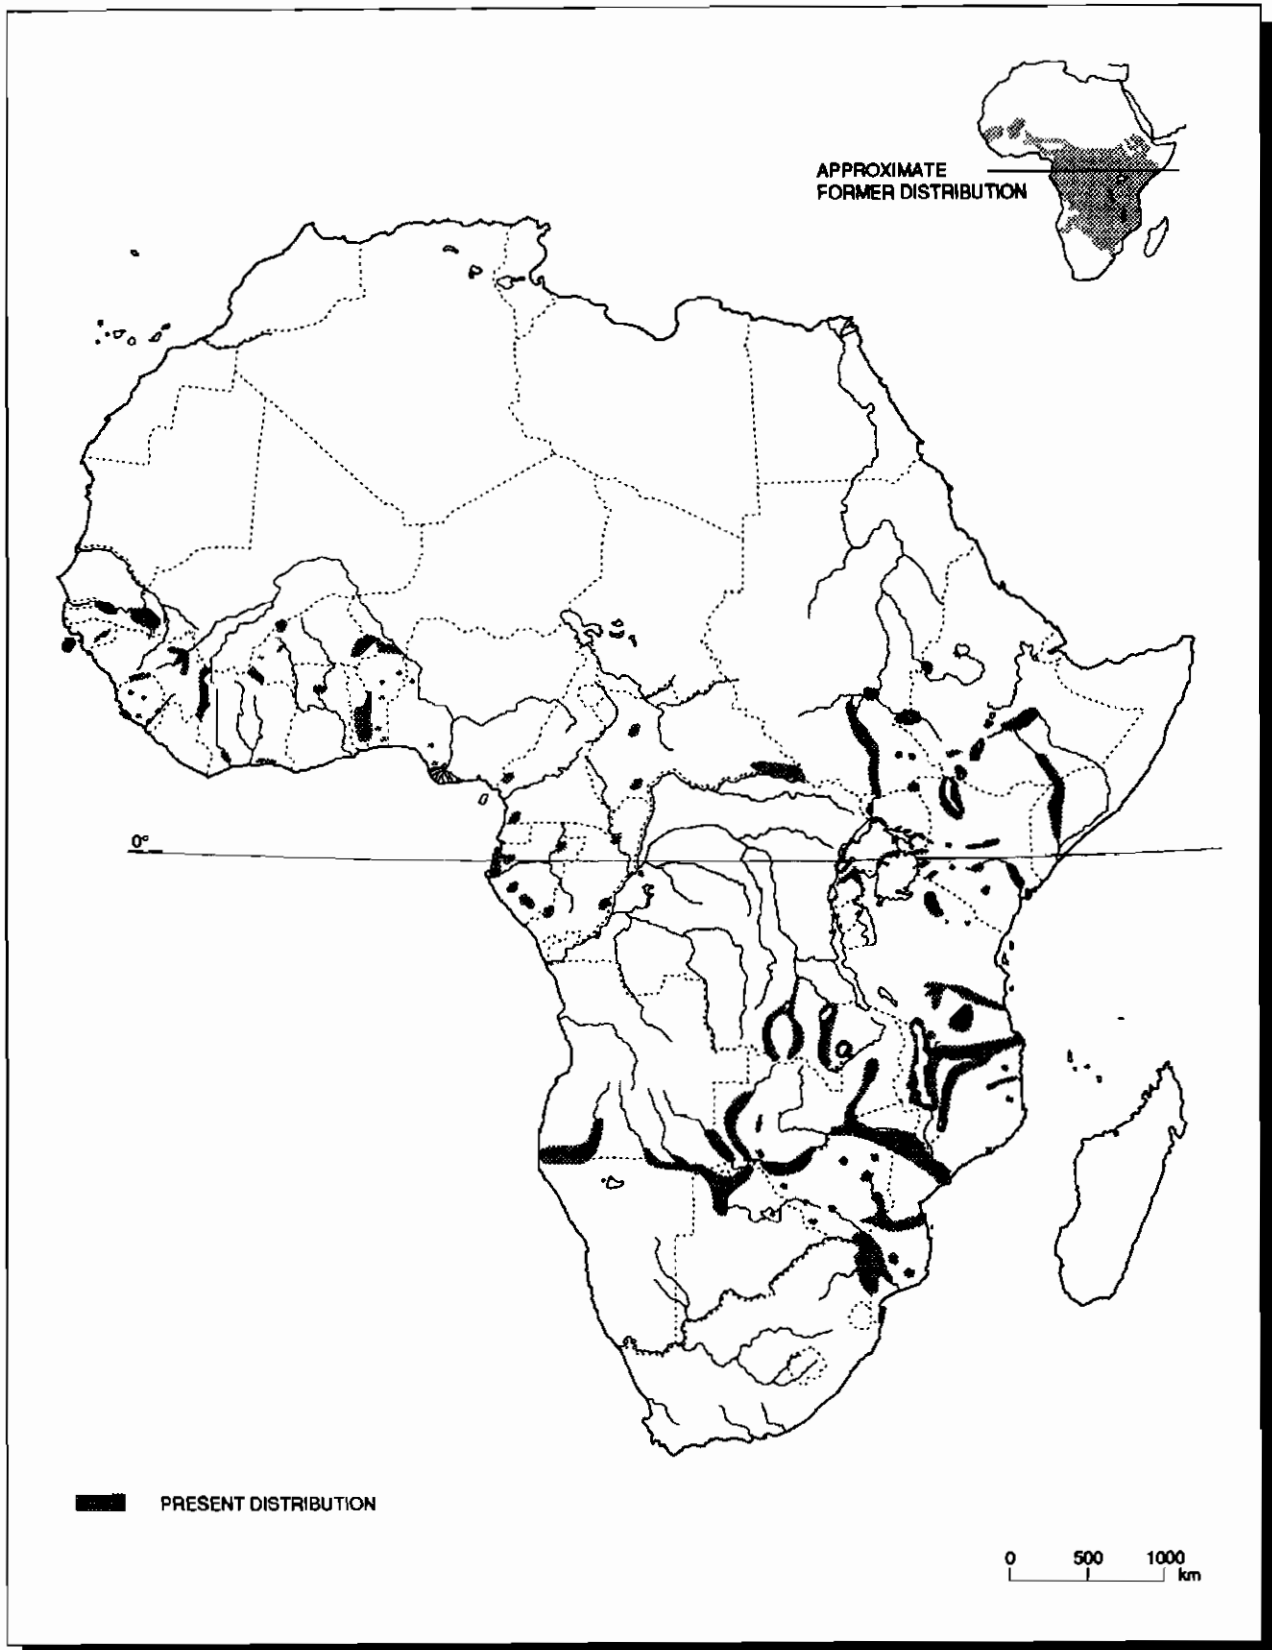 APPROXIMATE
FORMER DISTRIBUTION
0°
PRESENT DISTRIBUTION
0 500 1000
km